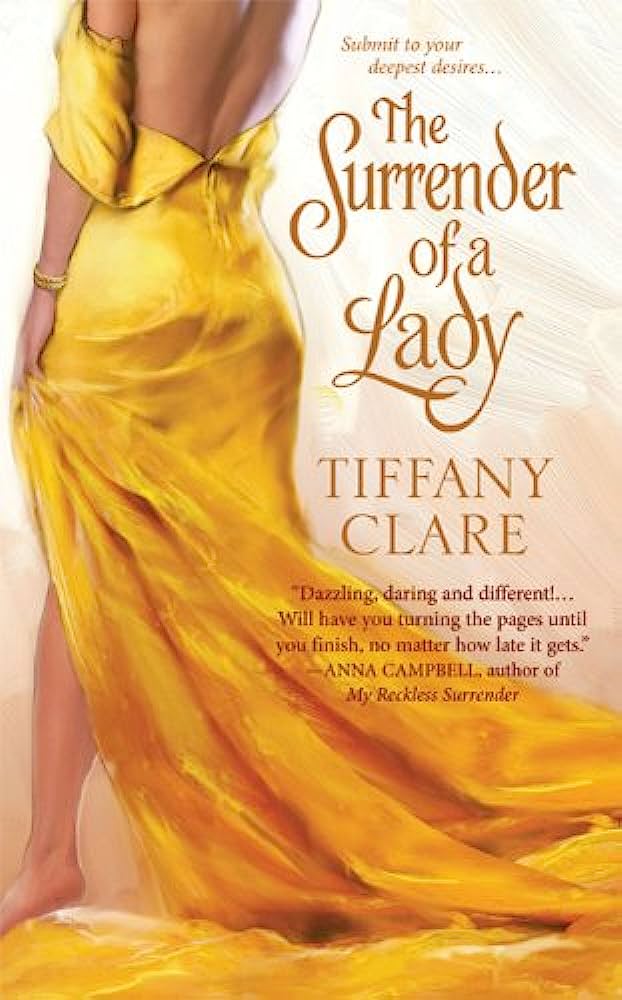 Submit to your
deepest desires...
The
Surrender
of a
Lady
TIFFANY
CLARE
"Dazzling, daring and different!...
Will have you turning the pages until
you finish, no matter how late it gets."
—ANNA CAMPBELL, author of
My Reckless Surrender